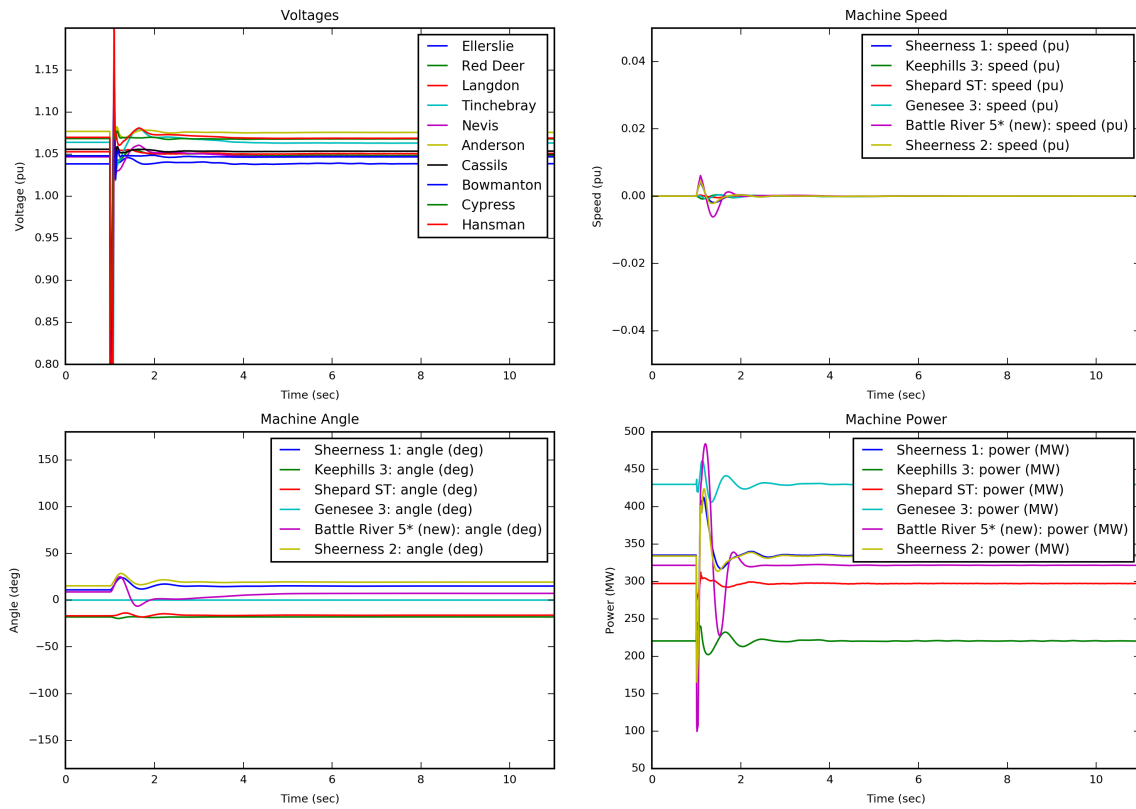 Voltages
1.15
1.10
1.05
1.00
0.95
0.90
0.85
0.80
Voltage (pu)
0
2
4
6
8
10
Time (sec)
Ellerslie
Red Deer
Langdon
Tinchebray
Nevis
Anderson
Cassils
Bowmanton
Cypress
Hansman
Machine Speed
0.04
0.02
0.00
−0.02
−0.04
Speed (pu)
0
2
4
6
8
10
Time (sec)
Sheerness 1: speed (pu)
Keephills 3: speed (pu)
Shepard ST: speed (pu)
Genesee 3: speed (pu)
Battle River 5* (new): speed (pu)
Sheerness 2: speed (pu)
Machine Angle
150
100
50
0
−50
−100
−150
Angle (deg)
0
2
4
6
8
10
Time (sec)
Sheerness 1: angle (deg)
Keephills 3: angle (deg)
Shepard ST: angle (deg)
Genesee 3: angle (deg)
Battle River 5* (new): angle (deg)
Sheerness 2: angle (deg)
Machine Power
500
450
400
350
300
250
200
150
100
50
Power (MW)
0
2
4
6
8
10
Time (sec)
Sheerness 1: power (MW)
Keephills 3: power (MW)
Shepard ST: power (MW)
Genesee 3: power (MW)
Battle River 5* (new): power (MW)
Sheerness 2: power (MW)